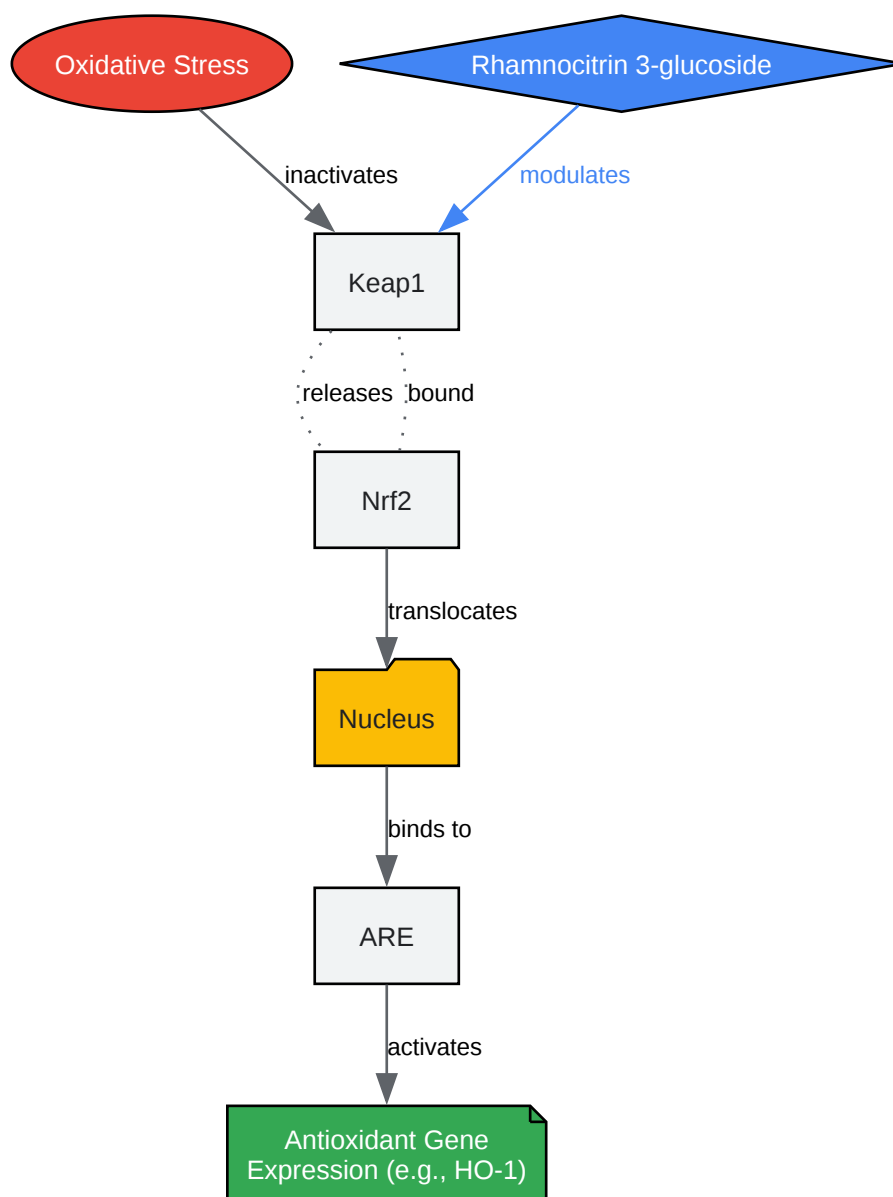 Oxidative Stress
Rhamnocitrin 3-glucoside
inactivates
modulates
Keap1
releases
bound
Nrf2
translocates
Nucleus
binds to
ARE
activates
Antioxidant Gene
Expression (e.g., HO-1)